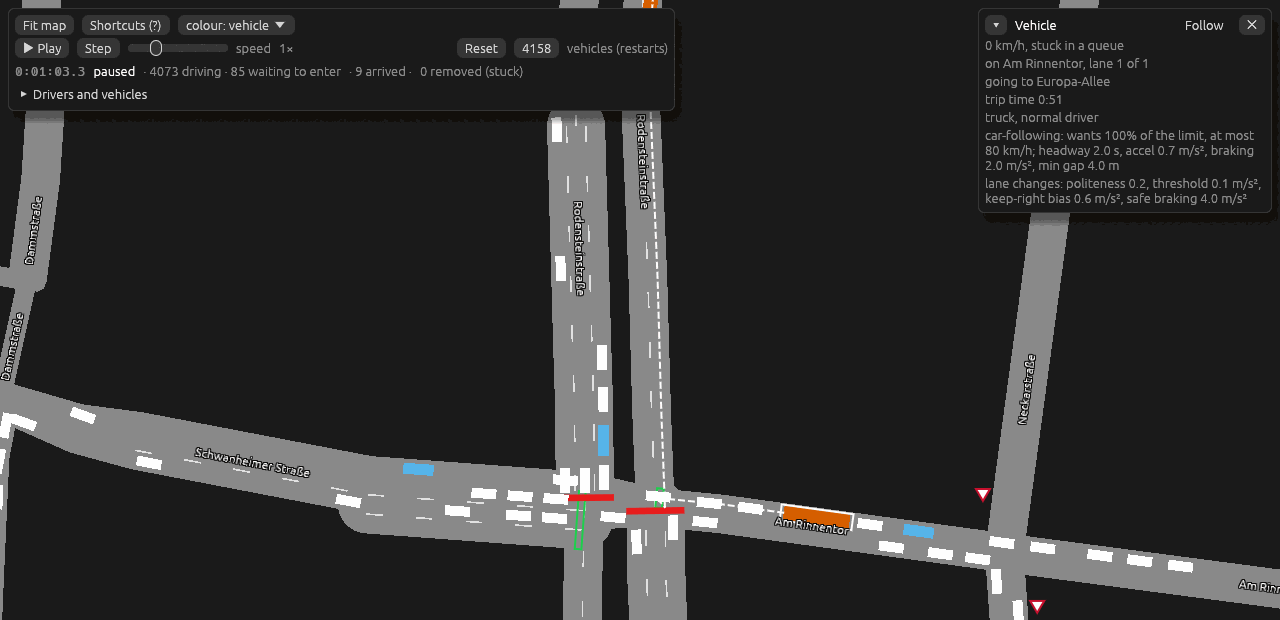 Fit map
Shortcuts (?)
colour: vehicle
Play
Step
speed 1×
Reset
4158
vehicles (restarts)
0:01:03.3 paused · 4073 driving · 85 waiting to enter · 9 arrived · 0 removed (stuck)
Drivers and vehicles
Vehicle
Follow
0 km/h, stuck in a queue
on Am Rinnentor, lane 1 of 1
going to Europa-Allee
trip time 0:51
truck, normal driver
car-following: wants 100% of the limit, at most
80 km/h; headway 2.0 s, accel 0.7 m/s², braking
2.0 m/s², min gap 4.0 m
lane changes: politeness 0.2, threshold 0.1 m/s²,
keep-right bias 0.6 m/s², safe braking 4.0 m/s²
Dammstraße
Dammstraße
Rodensteinstraße
Rodensteinstraße
Neckarstraße
Schwanheimer Straße
Am Rinnentor
Am Rinn